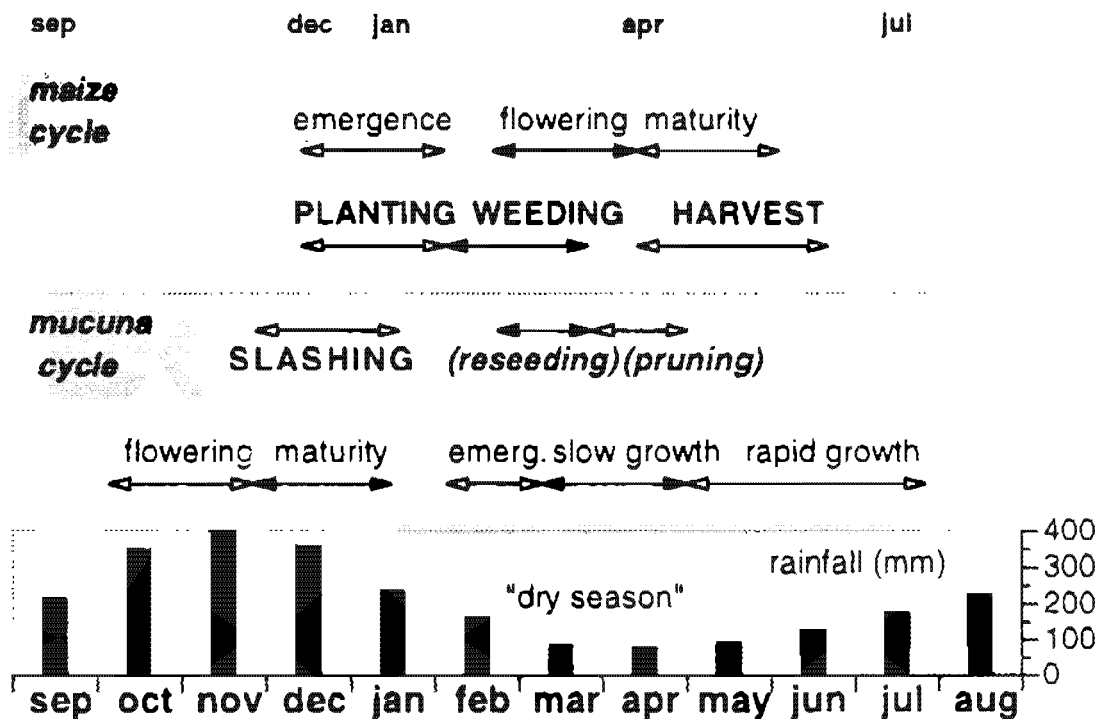 sep dec jan apr jul
maize
cycle
emergence flowering maturity
PLANTING WEEDING HARVEST
mucuna
cycle
SLASHING (reseeding) (pruning)
flowering maturity emerg. slow growth rapid growth
400
rainfall (mm) 300
"dry season" 200
100
0
sep oct nov dec jan feb mar apr may jun jul aug